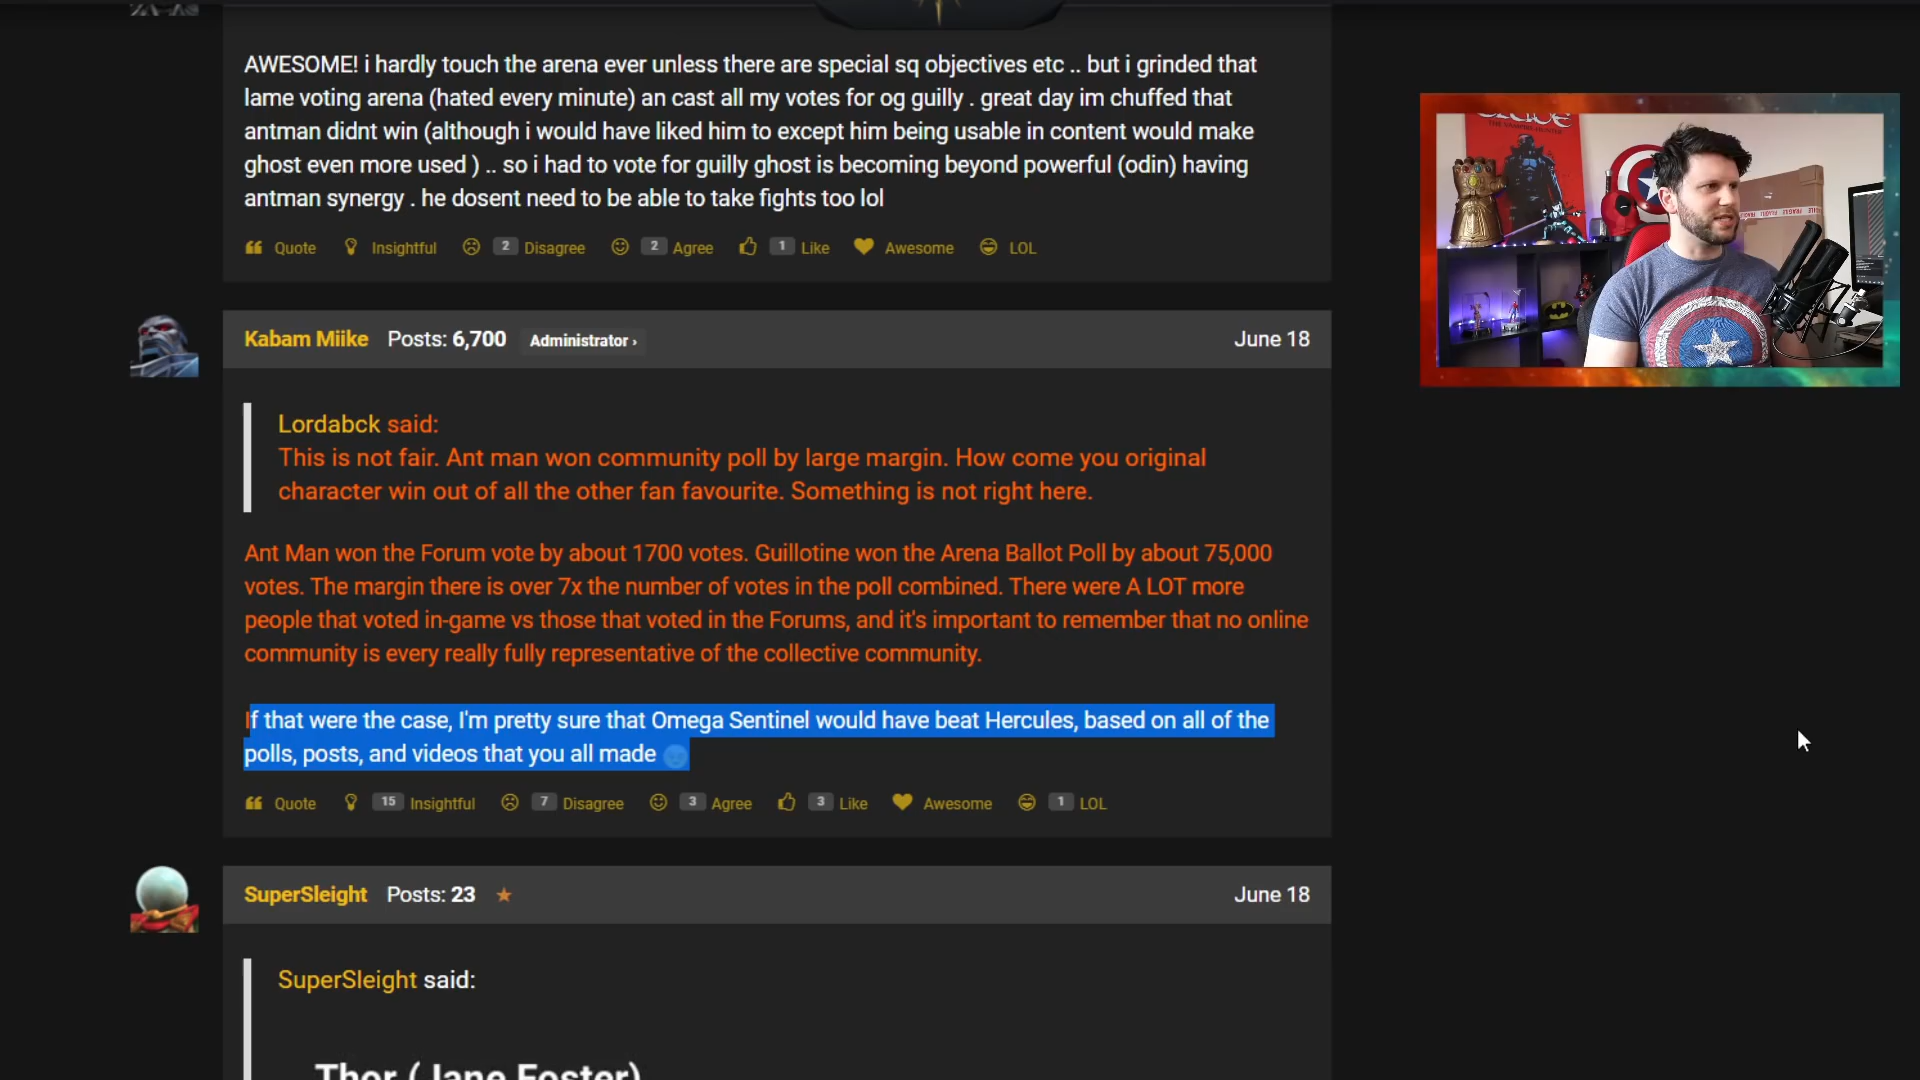 AWESOME! i hardly touch the arena ever unless there are special sq objectives etc .. but i grinded that
lame voting arena (hated every minute) an cast all my votes for og guilly . great day im chuffed that
antman didnt win (although i would have liked him to except him being usable in content would make
ghost even more used ) .. so i had to vote for guilly ghost is becoming beyond powerful (odin) having
antman synergy . he dosent need to be able to take fights too lol
Quote Insightful 2 Disagree 2 Agree 1 Like Awesome LOL
Kabam Miike Posts: 6,700 Administrator › June 18
Lordabck said:
This is not fair. Ant man won community poll by large margin. How come you original
character win out of all the other fan favourite. Something is not right here.
Ant Man won the Forum vote by about 1700 votes. Guillotine won the Arena Ballot Poll by about 75,000
votes. The margin there is over 7x the number of votes in the poll combined. There were A LOT more
people that voted in-game vs those that voted in the Forums, and it's important to remember that no online
community is every really fully representative of the collective community.
If that were the case, I'm pretty sure that Omega Sentinel would have beat Hercules, based on all of the
polls, posts, and videos that you all made
Quote 15 Insightful 7 Disagree 3 Agree 3 Like Awesome 1 LOL
SuperSleight Posts: 23 ★ June 18
SuperSleight said:
Thor (Jane Foster)
THE VAMPIRE HUNTER
FRAGILE